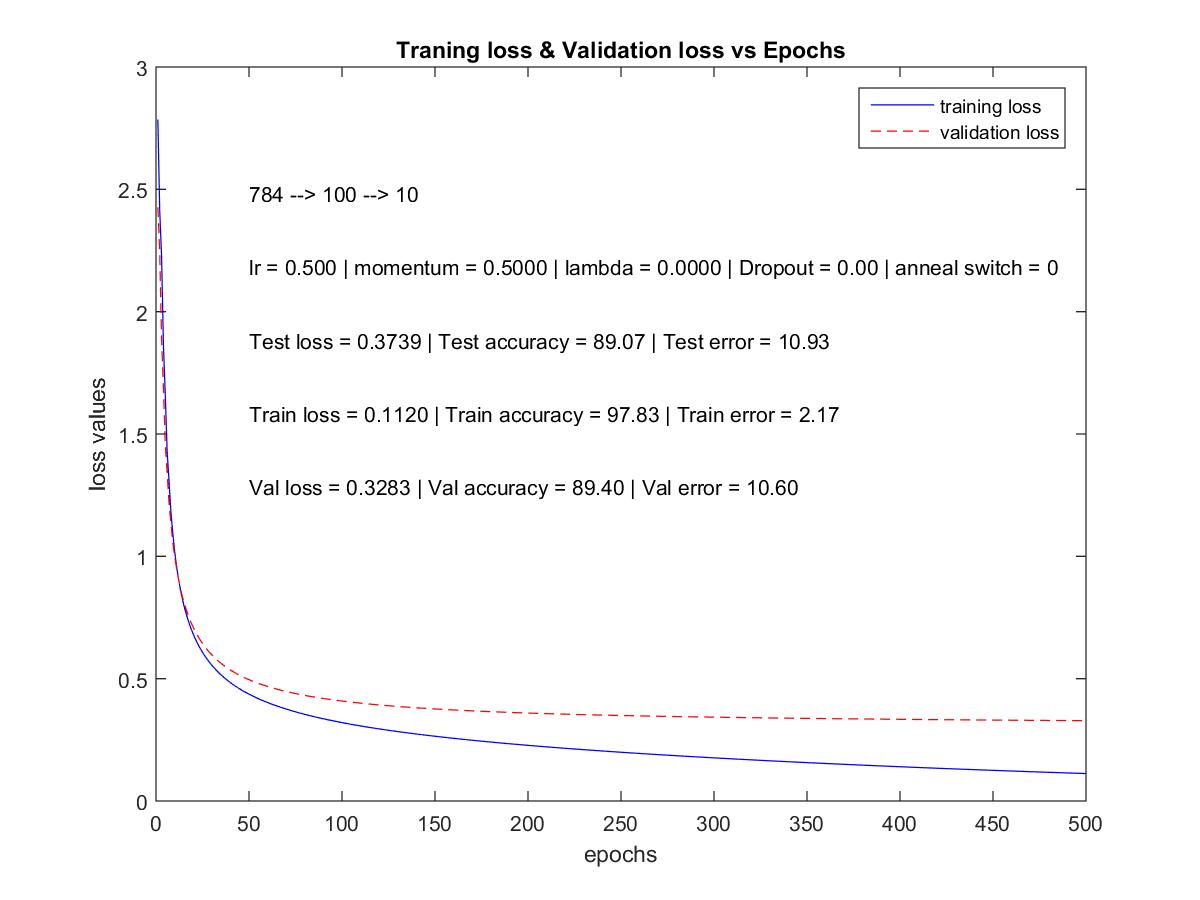 Traning loss & Validation loss vs Epochs
training loss
validation loss
784 --> 100 --> 10
lr = 0.500 | momentum = 0.5000 | lambda = 0.0000 | Dropout = 0.00 | anneal switch = 0
Test loss = 0.3739 | Test accuracy = 89.07 | Test error = 10.93
Train loss = 0.1120 | Train accuracy = 97.83 | Train error = 2.17
Val loss = 0.3283 | Val accuracy = 89.40 | Val error = 10.60
loss values
3
2.5
2
1.5
1
0.5
0
0 50 100 150 200 250 300 350 400 450 500
epochs